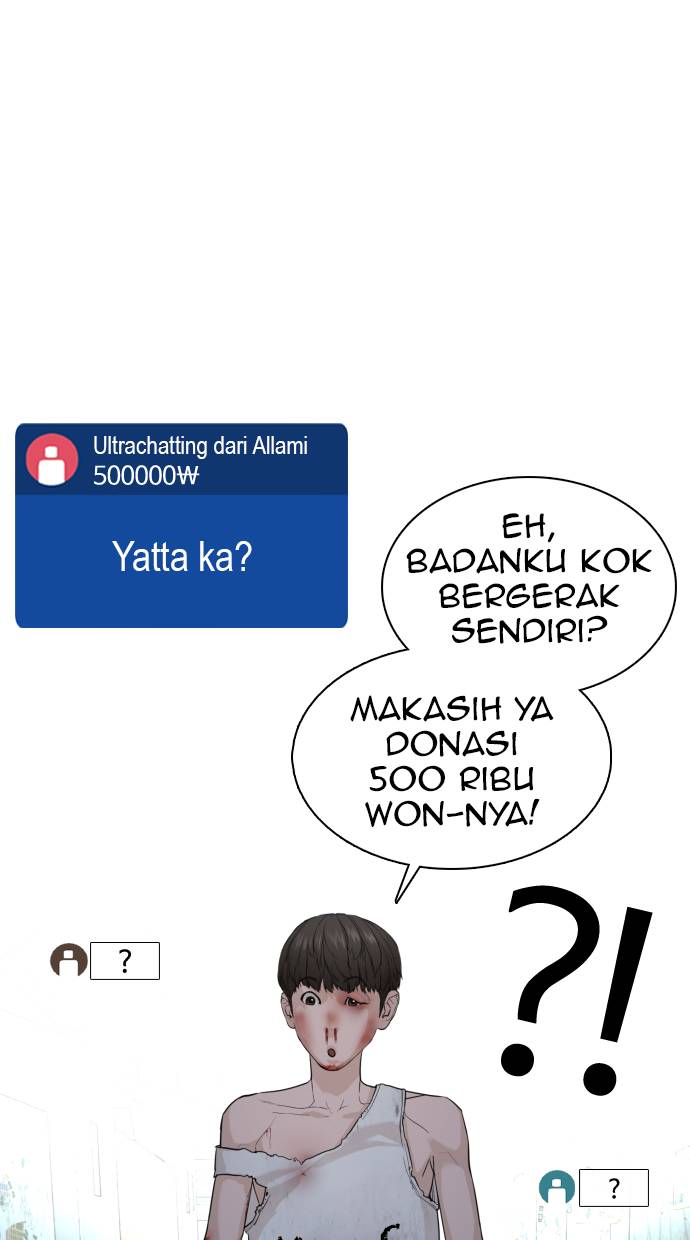 Ultrachatting dari Allami
500000₩
Yatta ka?
EH,
BADANKU KOK
BERGERAK
SENDIRI?
MAKASIH YA
DONASI
500 RIBU
WON-NYA!
?!
?
?